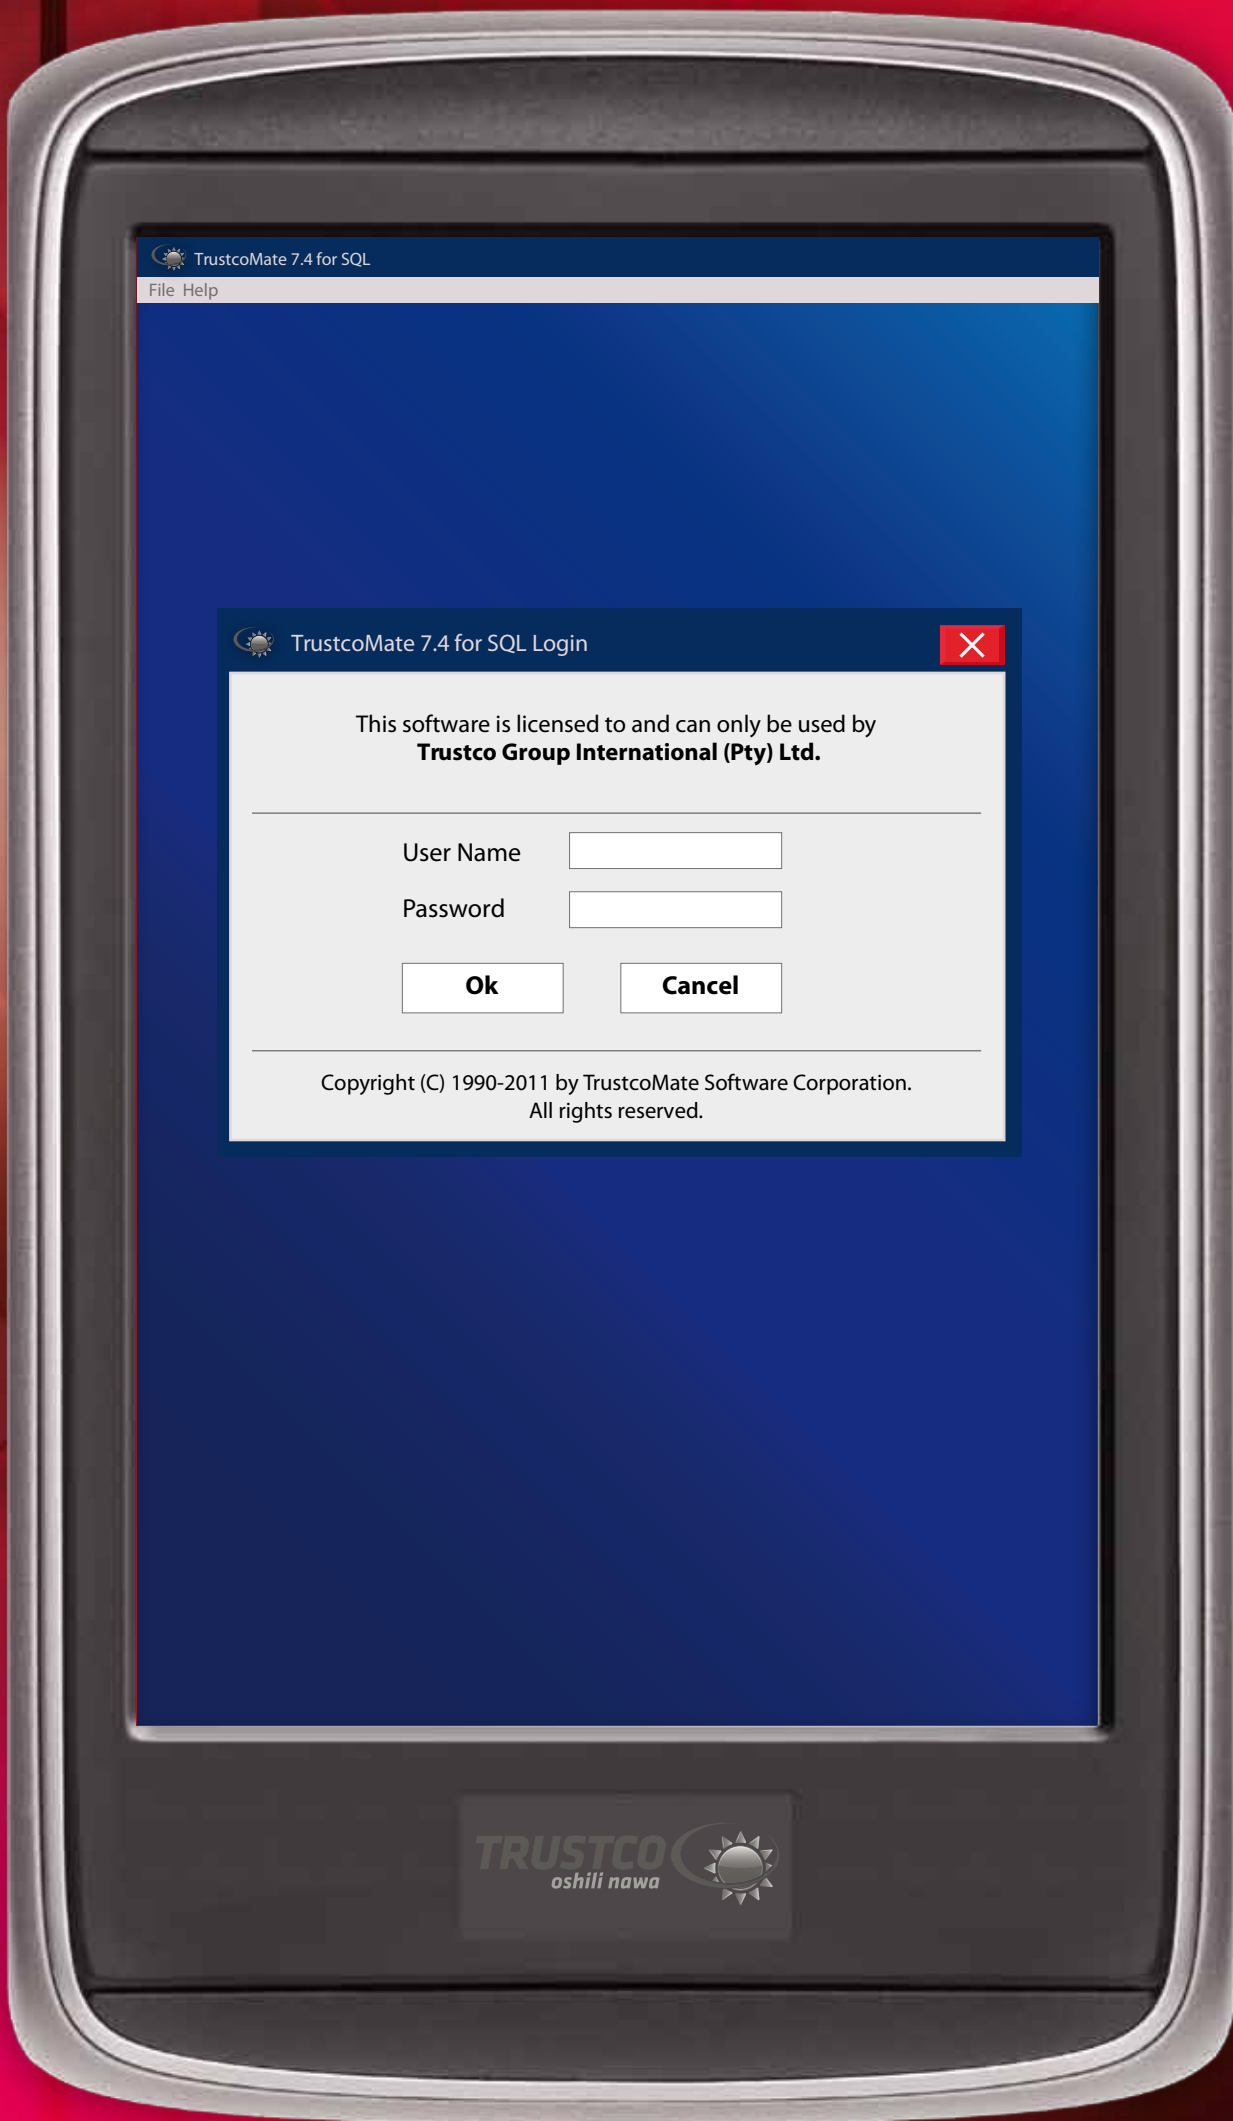 TrustcoMate 7.4 for SQL
File Help
TrustcoMate 7.4 for SQL Login
This software is licensed to and can only be used by
Trustco Group International (Pty) Ltd.
User Name
Password
Ok
Cancel
Copyright (C) 1990-2011 by TrustcoMate Software Corporation.
All rights reserved.
TRUSTCO
oshili nawa